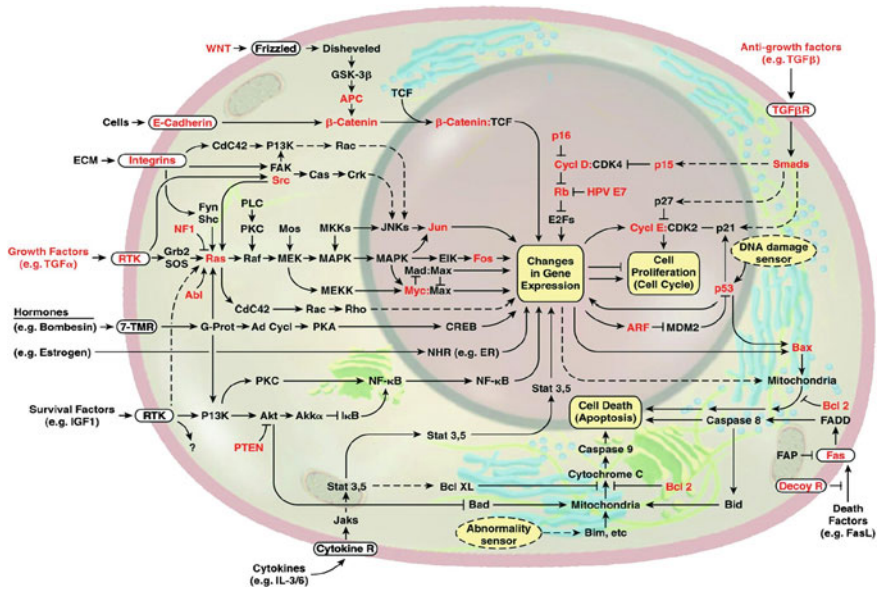 WNT Frizzled Disheveled
GSK-3β
APC
TCF
Cells E-Cadherin β-Catenin β-Catenin:TCF
Anti-growth factors
(e.g. TGFβ)
TGFβR
ECM Integrins CdC42 P13K Rac
FAK
Src Cas Crk
p16
Cycl D:CDK4 p15 Smads
Rb HPV E7
E2Fs
p27
Cycl E:CDK2 p21
Fyn
Shc
PLC
PKC
Mos
MKKs JNKs Jun
NF1
Growth Factors
(e.g. TGFα)
RTK Grb2
SOS
Ras Raf MEK MAPK MAPK EIK Fos
Mad:Max
MEKK Myc:Max
Abl
Changes
in Gene
Expression
Cell
Proliferation
(Cell Cycle)
DNA damage
sensor
p53
CdC42 Rac Rho
Hormones
(e.g. Bombesin) 7-TMR G-Prot Ad Cycl PKA CREB
ARF MDM2
(e.g. Estrogen) NHR (e.g. ER)
Bax
PKC NF-κB NF-κB Stat 3,5
Mitochondria
Survival Factors
(e.g. IGF1)
RTK P13K Akt Akkα IκB
?
PTEN
Stat 3,5
Cell Death
(Apoptosis)
Bcl 2
Caspase 8 FADD
Caspase 9
FAP Fas
Cytochrome C
Stat 3,5 Bcl XL Bcl 2
Decoy R
Bad Mitochondria Bid
Death
Factors
(e.g. FasL)
Jaks
Abnormality
sensor
Bim, etc
Cytokine R
Cytokines
(e.g. IL-3/6)